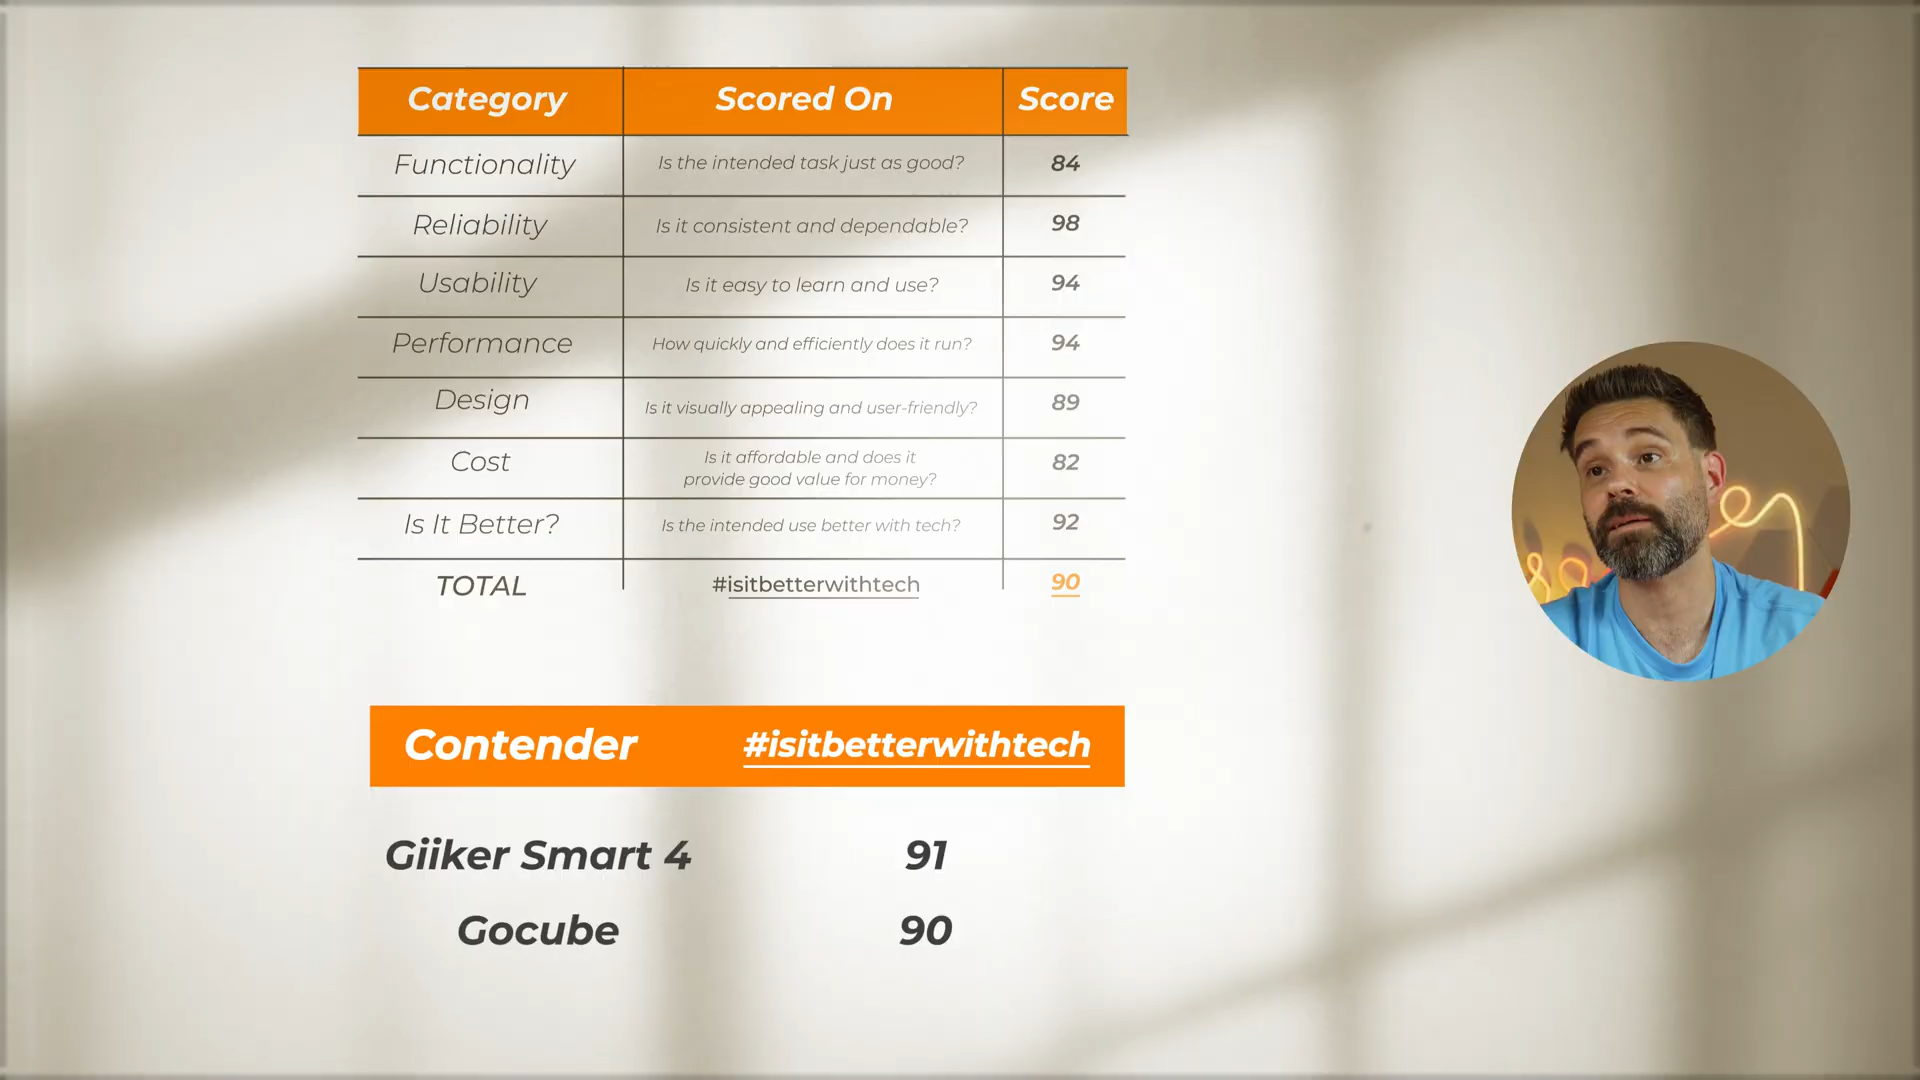 Category Scored On Score
Functionality Is the intended task just as good? 84
Reliability Is it consistent and dependable? 98
Usability Is it easy to learn and use? 94
Performance How quickly and efficiently does it run? 94
Design Is it visually appealing and user-friendly? 89
Cost Is it affordable and does it
provide good value for money? 82
Is It Better? Is the intended use better with tech? 92
TOTAL #isitbetterwithtech 90
Contender #isitbetterwithtech
Giiker Smart 4 91
Gocube 90